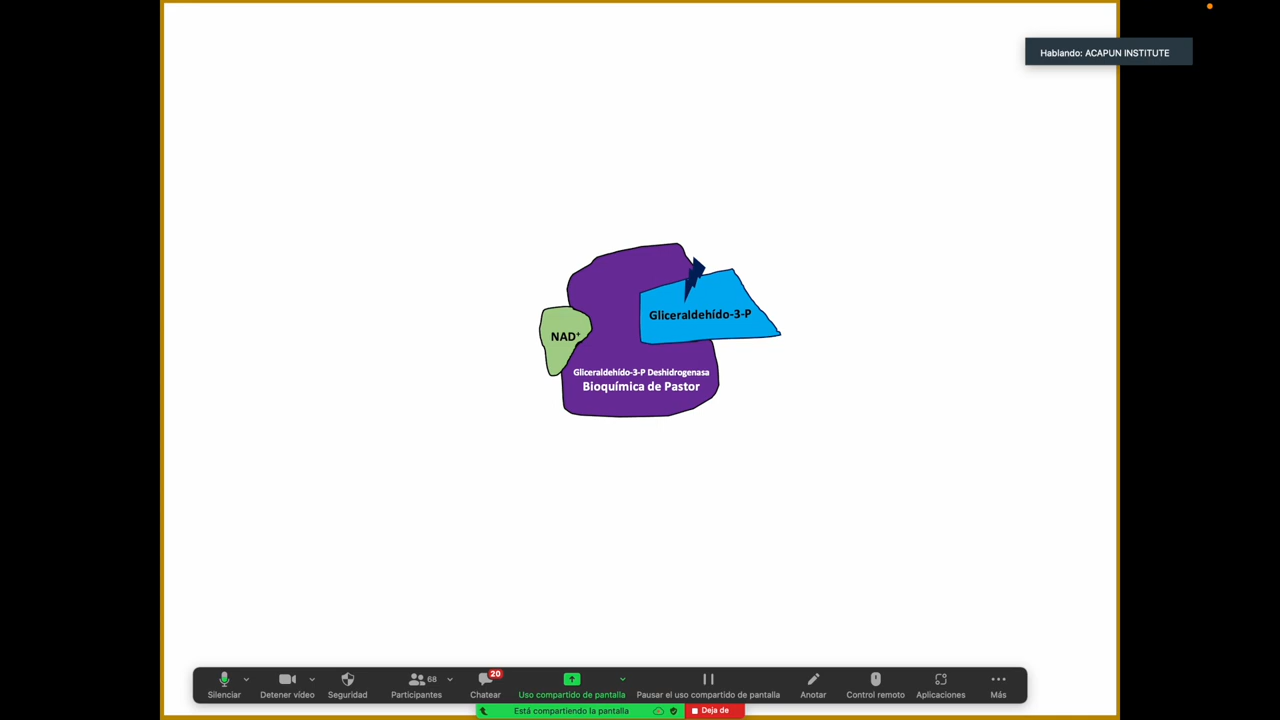 Hablando: ACAPUN INSTITUTE
Gliceraldehído-3-P
NAD⁺
Gliceraldehído-3-P Deshidrogenasa
Bioquímica de Pastor
68
20
Silenciar
Detener vídeo
Seguridad
Participantes
Chatear
Uso compartido de pantalla
Pausar el uso compartido de pantalla
Anotar
Control remoto
Aplicaciones
Más
Está compartiendo la pantalla
Deja de